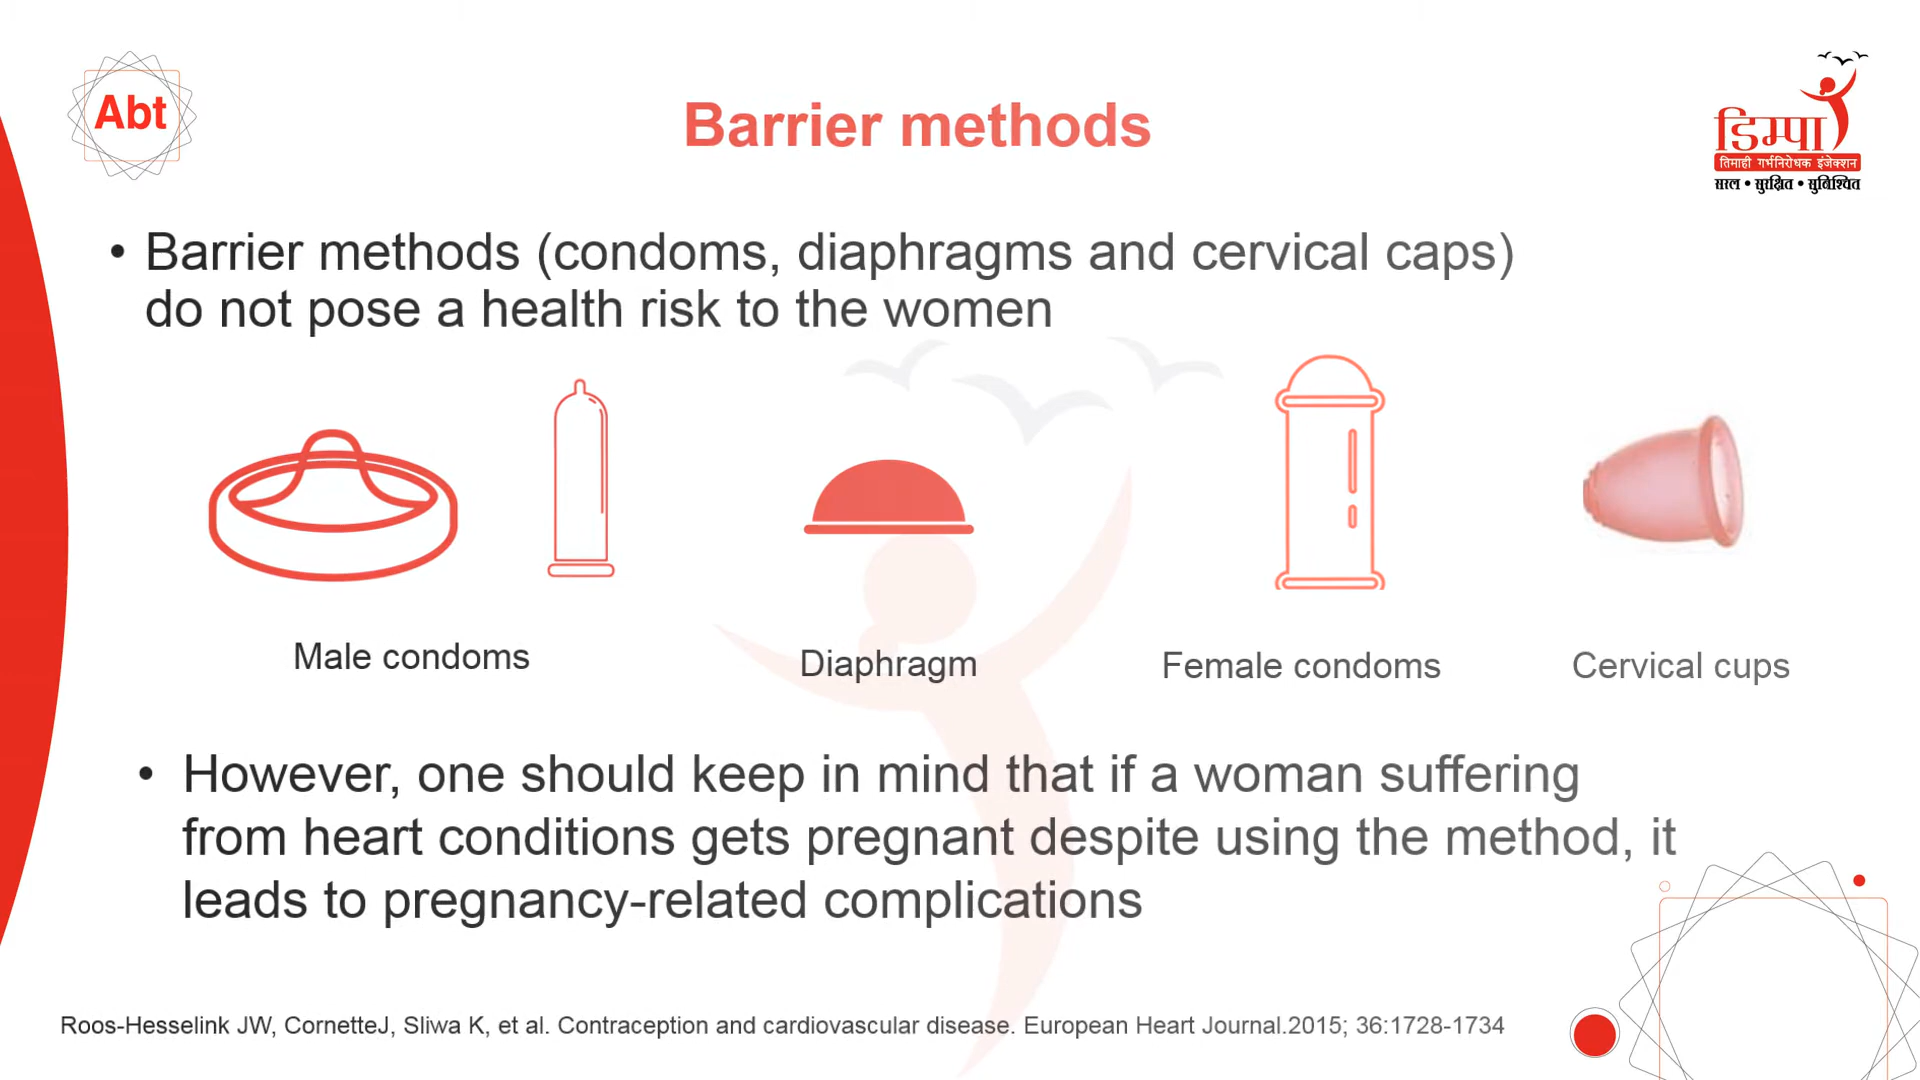 Abt
Barrier methods
डिम्पा
तिमाही गर्भनिरोधक इंजेक्शन
सरल • सुरक्षित • सुनिश्चित
• Barrier methods (condoms, diaphragms and cervical caps)
do not pose a health risk to the women
Male condoms
Diaphragm
Female condoms
Cervical cups
• However, one should keep in mind that if a woman suffering
from heart conditions gets pregnant despite using the method, it
leads to pregnancy-related complications
Roos-Hesselink JW, CornetteJ, Sliwa K, et al. Contraception and cardiovascular disease. European Heart Journal.2015; 36:1728-1734